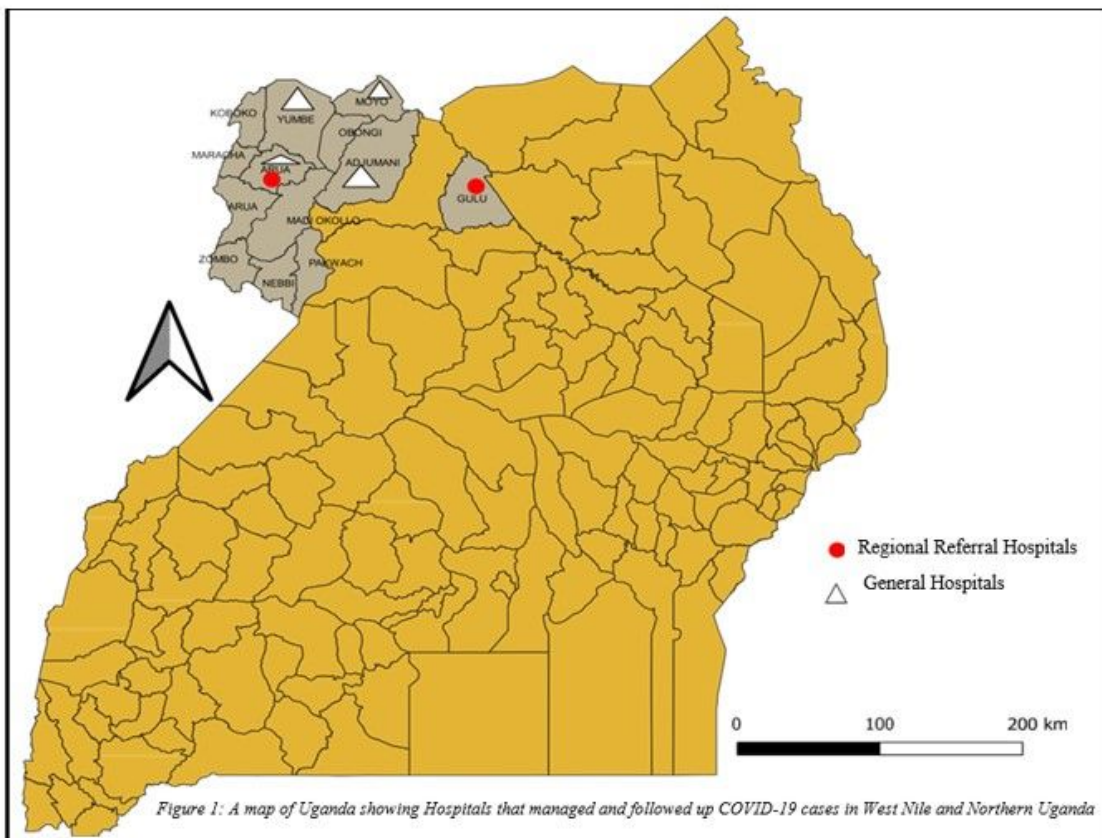 MOYO
KOBOKO
YUMBE
OBONGI
MARACHA
ADJUMANI
ARUA
GULU
ARUA
MADI OKOLLO
ZOMBO
PAKWACH
NEBBI
Regional Referral Hospitals
General Hospitals
0 100 200 km
Figure 1: A map of Uganda showing Hospitals that managed and followed up COVID-19 cases in West Nile and Northern Uganda